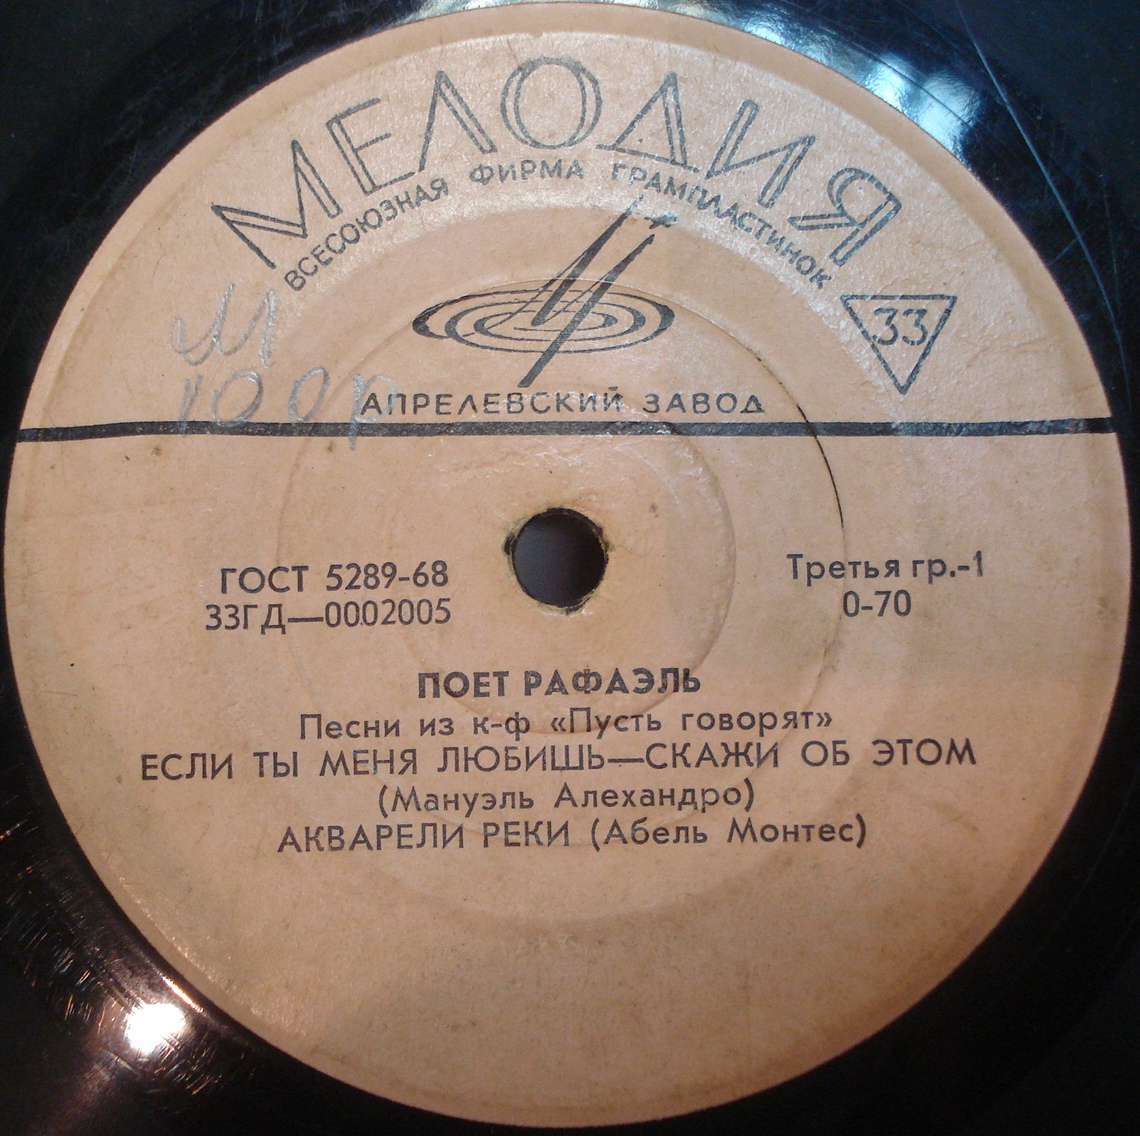 МЕЛОДИЯ
ВСЕСОЮЗНАЯ ФИРМА ГРАМПЛАСТИНОК
33
М
100р
АПРЕЛЕВСКИЙ ЗАВОД
ГОСТ 5289-68
33ГД—0002005
Третья гр.-1
0-70
ПОЕТ РАФАЭЛЬ
Песни из к-ф «Пусть говорят»
ЕСЛИ ТЫ МЕНЯ ЛЮБИШЬ—СКАЖИ ОБ ЭТОМ
(Мануэль Алехандро)
АКВАРЕЛИ РЕКИ (Абель Монтес)